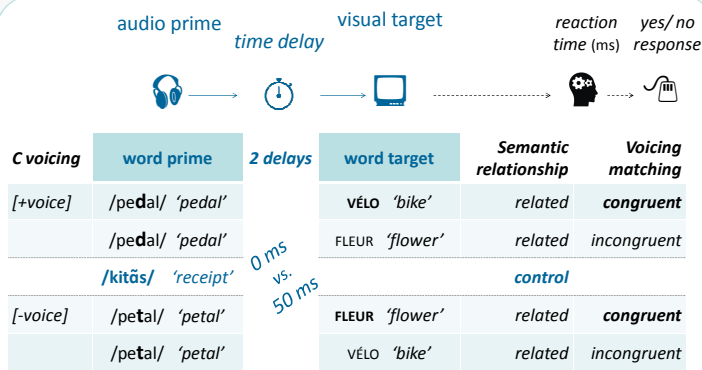 audio prime
time delay
visual target
reaction time (ms)
yes/ no response
C voicing word prime 2 delays word target Semantic relationship Voicing matching
[+voice] /pedal/ ‘pedal’ VÉLO ‘bike’ related congruent
/pedal/ ‘pedal’ FLEUR ‘flower’ related incongruent
0 ms
vs.
50 ms
/kitãs/ ‘receipt’ control
[-voice] /petal/ ‘petal’ FLEUR ‘flower’ related congruent
/petal/ ‘petal’ VÉLO ‘bike’ related incongruent